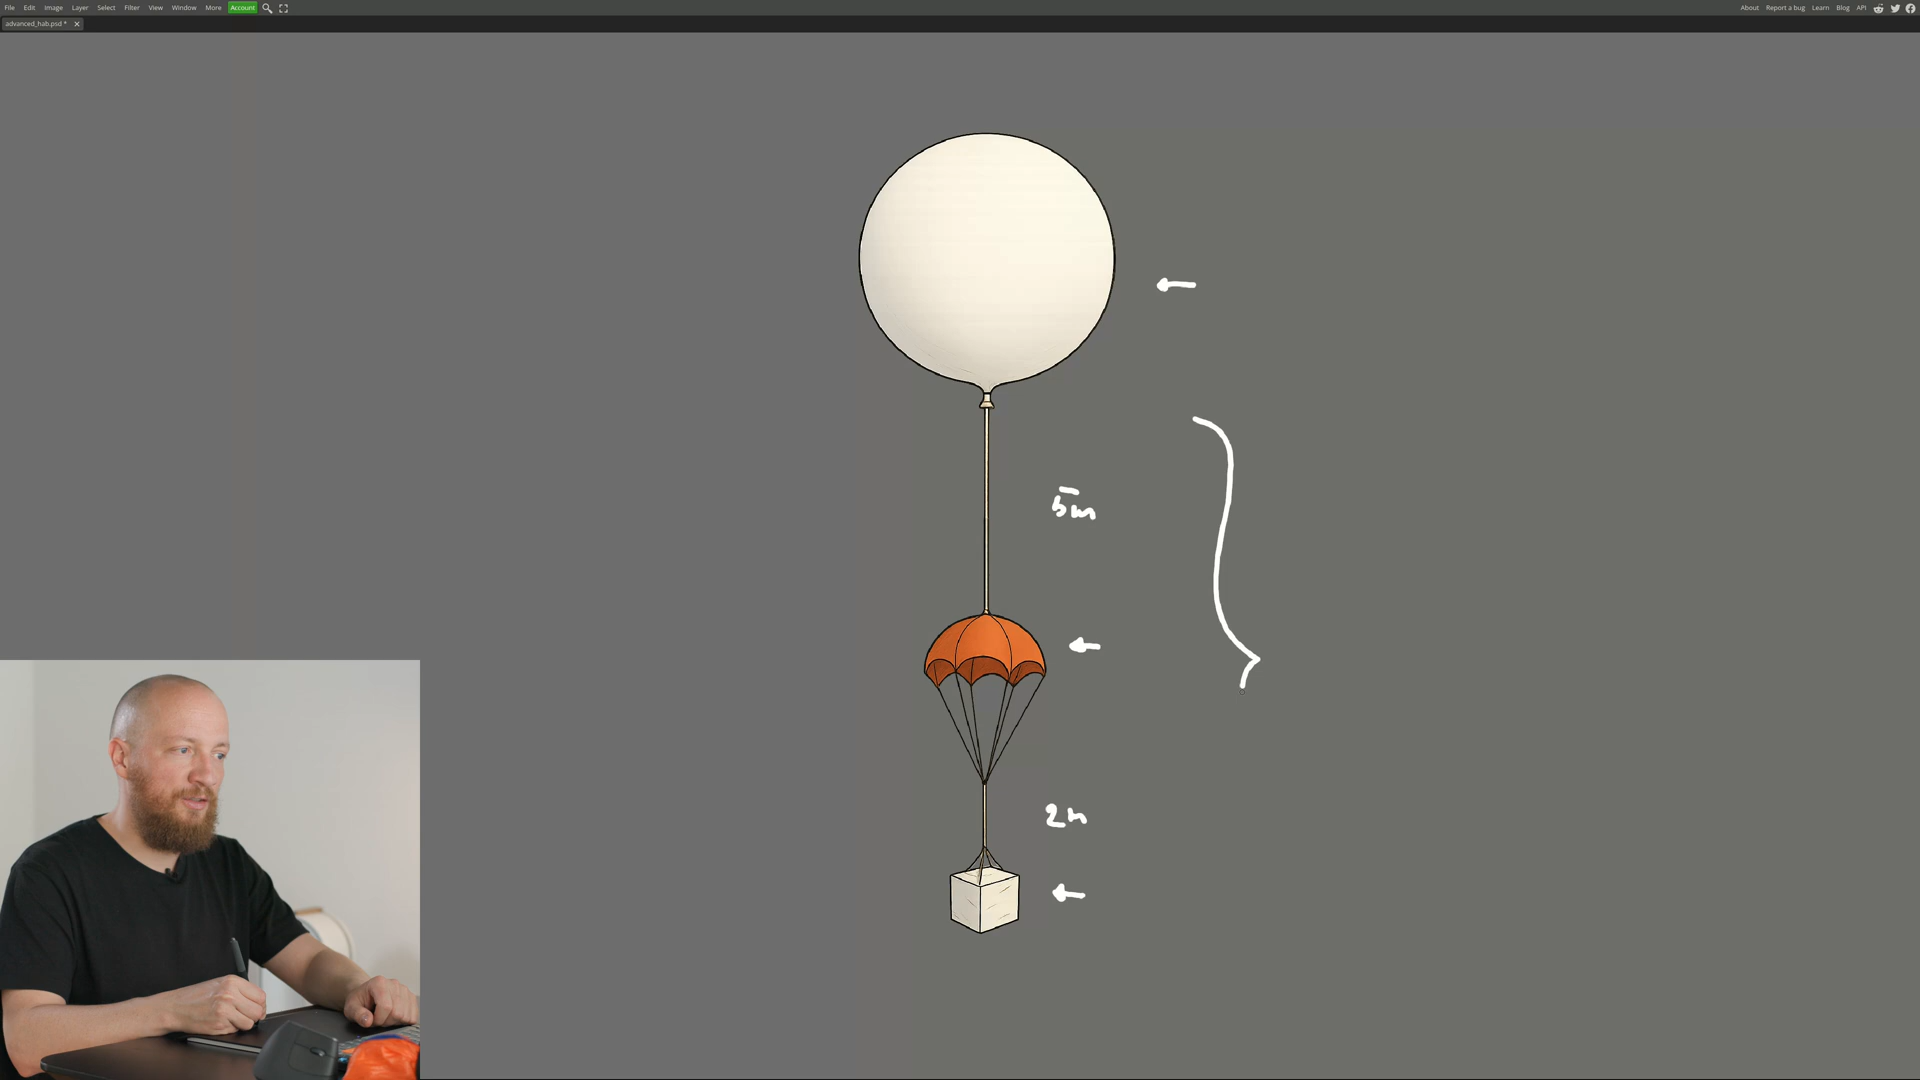 File Edit Image Layer Select Filter View Window More Account
About Report a bug Learn Blog API
advanced_hab.psd *
5m
2m